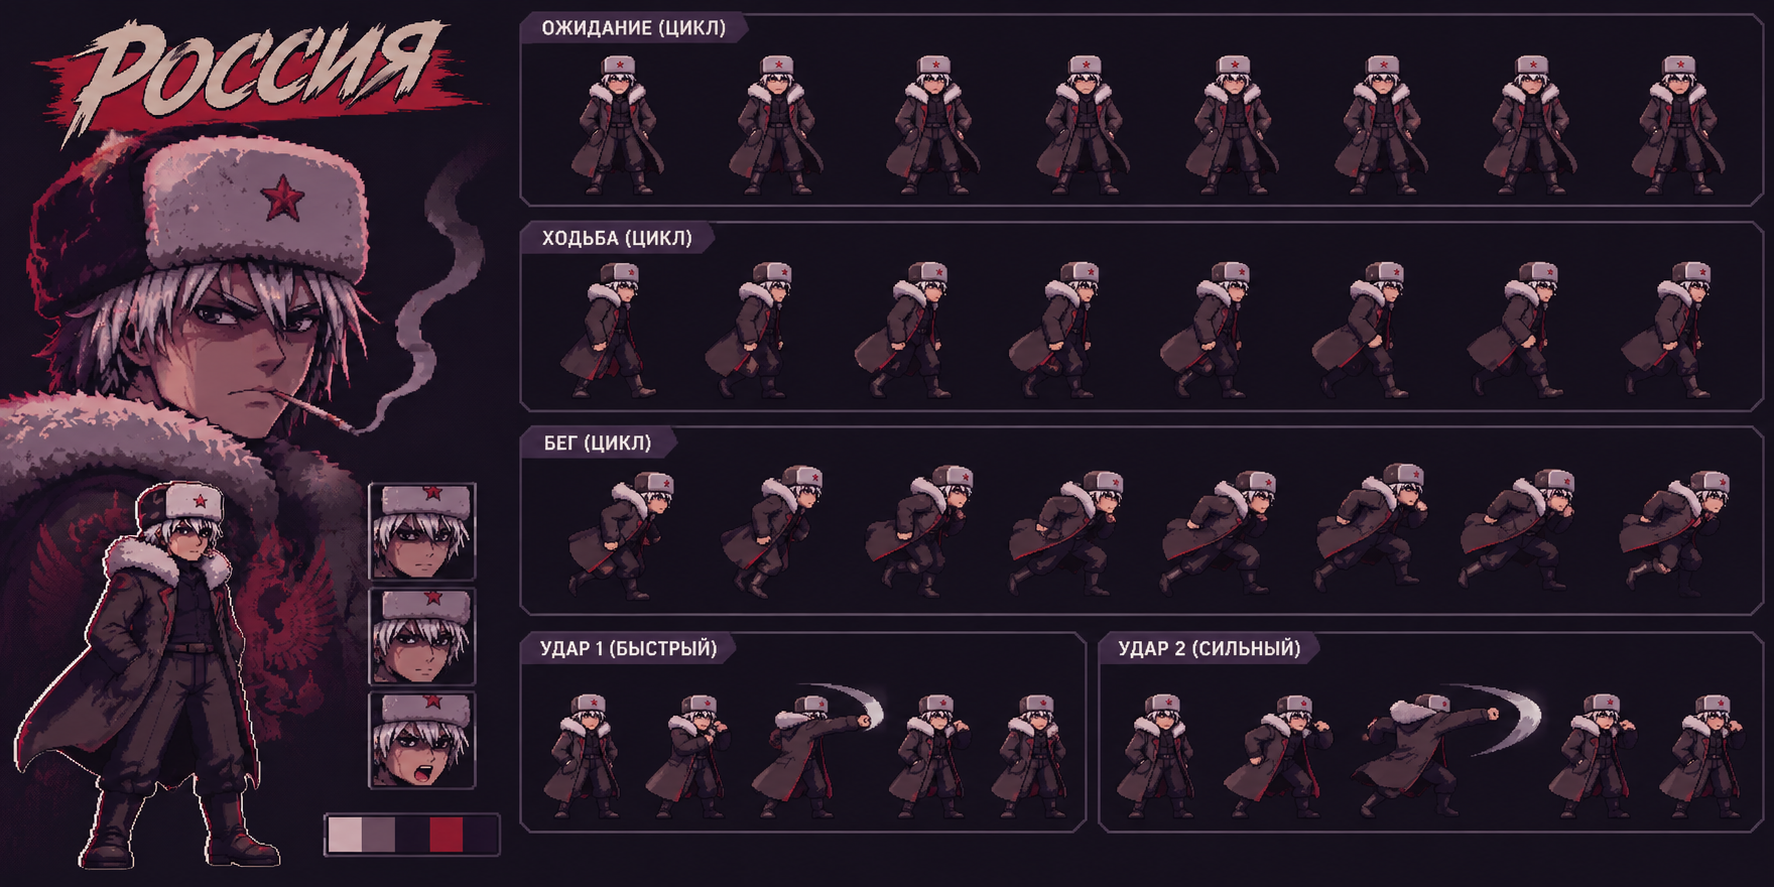 РОССИЯ
ОЖИДАНИЕ (ЦИКЛ)
ХОДЬБА (ЦИКЛ)
БЕГ (ЦИКЛ)
УДАР 1 (БЫСТРЫЙ)
УДАР 2 (СИЛЬНЫЙ)